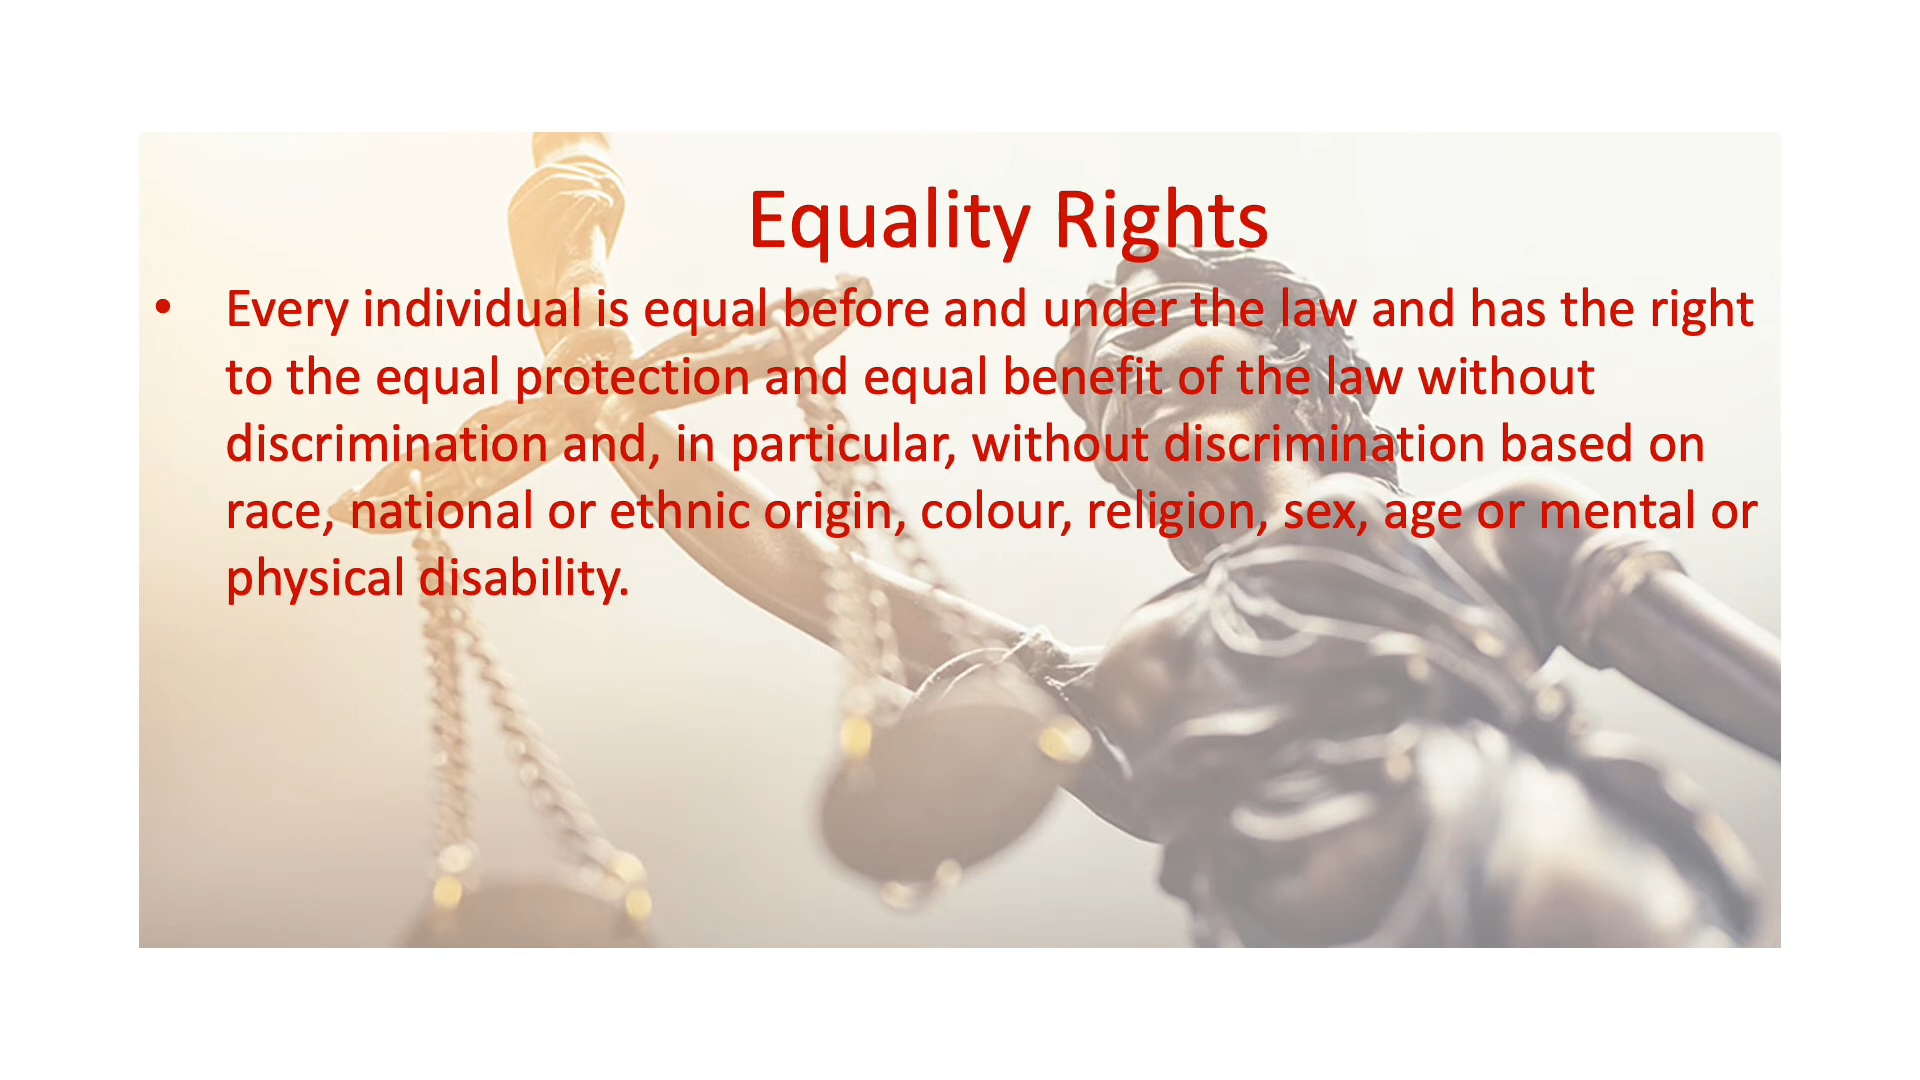 Equality Rights
• Every individual is equal before and under the law and has the right
to the equal protection and equal benefit of the law without
discrimination and, in particular, without discrimination based on
race, national or ethnic origin, colour, religion, sex, age or mental or
physical disability.